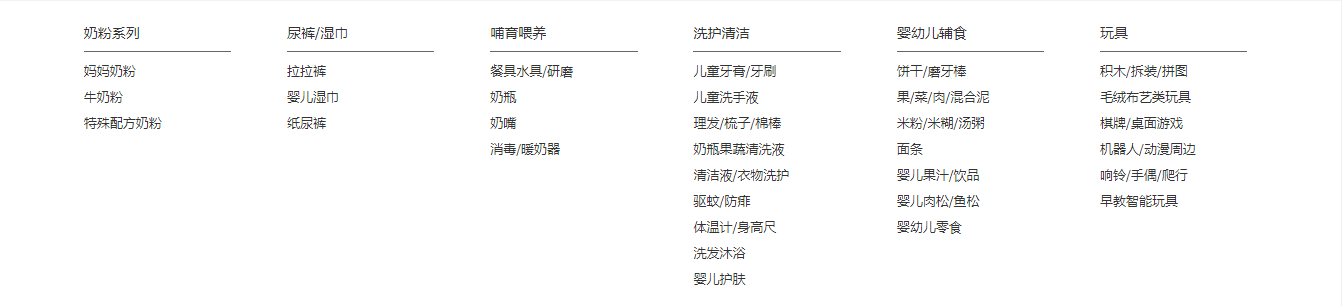 奶粉系列
妈妈奶粉
牛奶粉
特殊配方奶粉
尿裤/湿巾
拉拉裤
婴儿湿巾
纸尿裤
哺育喂养
餐具水具/研磨
奶瓶
奶嘴
消毒/暖奶器
洗护清洁
儿童牙膏/牙刷
儿童洗手液
理发/梳子/棉棒
奶瓶果蔬清洗液
清洁液/衣物洗护
驱蚊/防痱
体温计/身高尺
洗发沐浴
婴儿护肤
婴幼儿辅食
饼干/磨牙棒
果/菜/肉/混合泥
米粉/米糊/汤粥
面条
婴儿果汁/饮品
婴儿肉松/鱼松
婴幼儿零食
玩具
积木/拆装/拼图
毛绒布艺类玩具
棋牌/桌面游戏
机器人/动漫周边
响铃/手偶/爬行
早教智能玩具